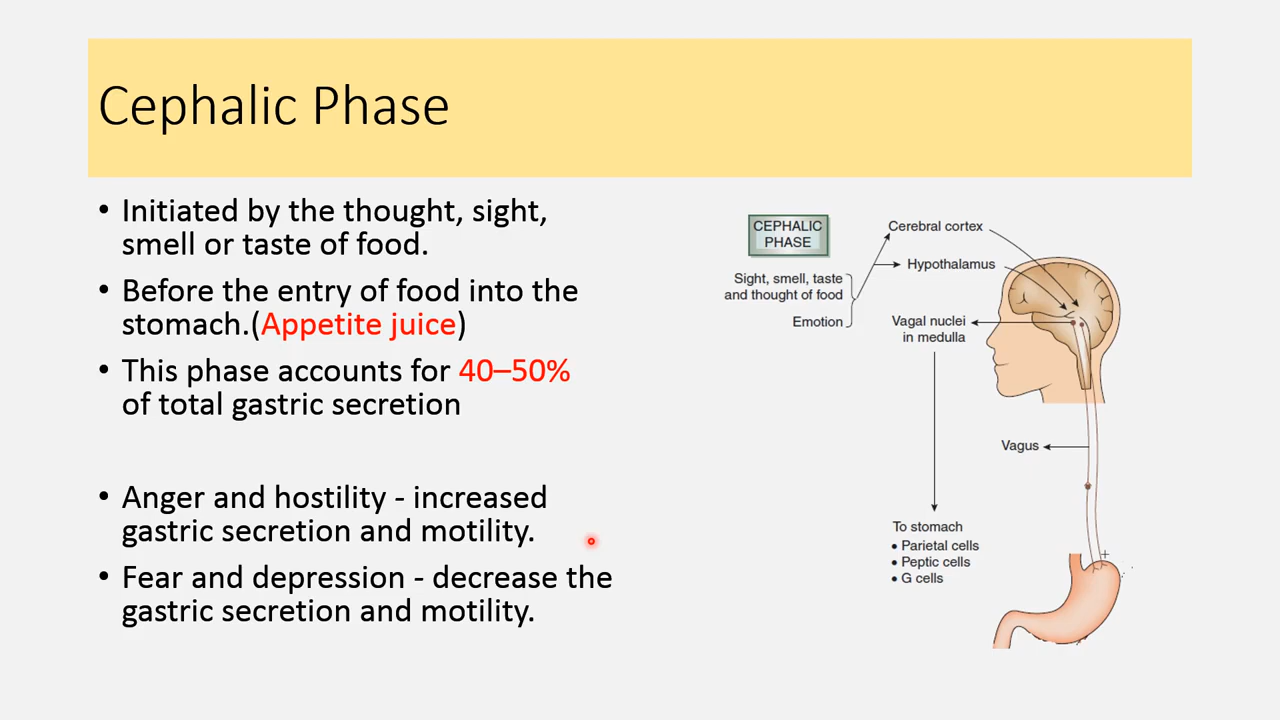 Cephalic Phase
• Initiated by the thought, sight,
smell or taste of food.
• Before the entry of food into the
stomach.(Appetite juice)
• This phase accounts for 40–50%
of total gastric secretion
• Anger and hostility - increased
gastric secretion and motility.
• Fear and depression - decrease the
gastric secretion and motility.
CEPHALIC
PHASE
Sight, smell, taste
and thought of food
Emotion
Cerebral cortex
Hypothalamus
Vagal nuclei
in medulla
Vagus
To stomach
• Parietal cells
• Peptic cells
• G cells
+